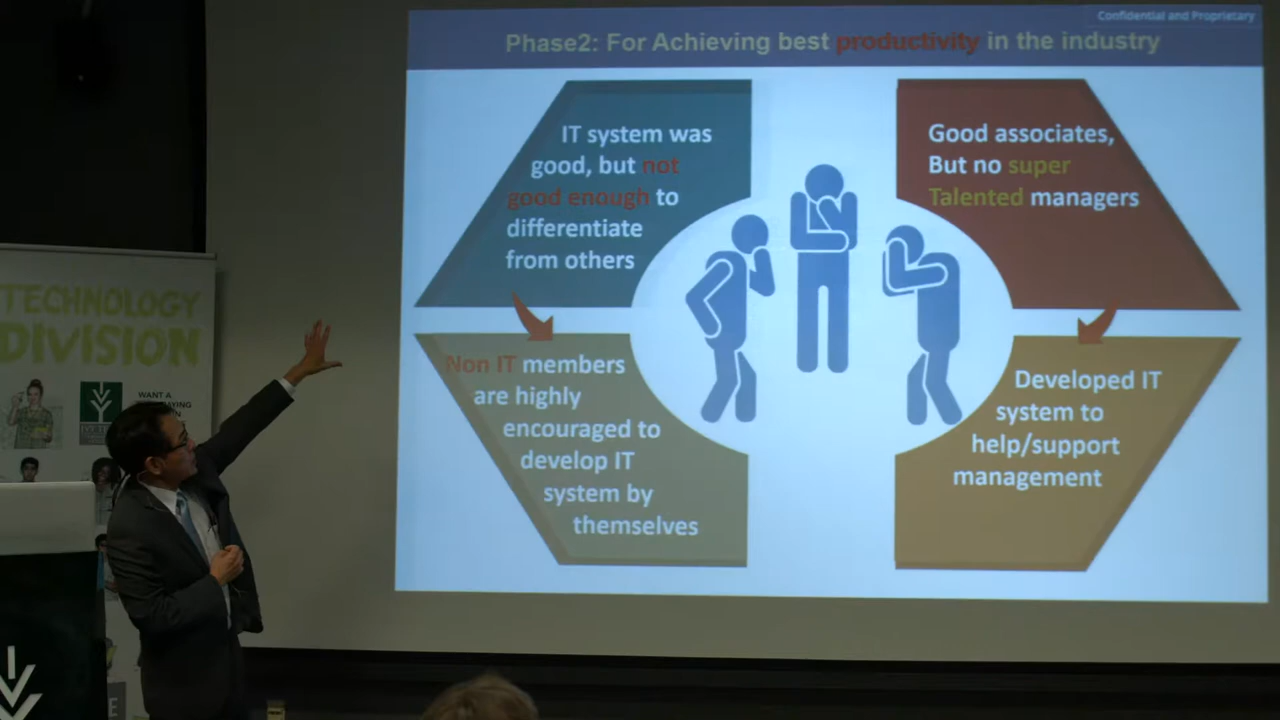 Confidential and Proprietary
Phase2: For Achieving best productivity in the industry
IT system was
good, but not
good enough to
differentiate
from others
Good associates,
But no super
Talented managers
Non IT members
are highly
encouraged to
develop IT
system by
themselves
Developed IT
system to
help/support
management
TECHNOLOGY
DIVISION
WANT A